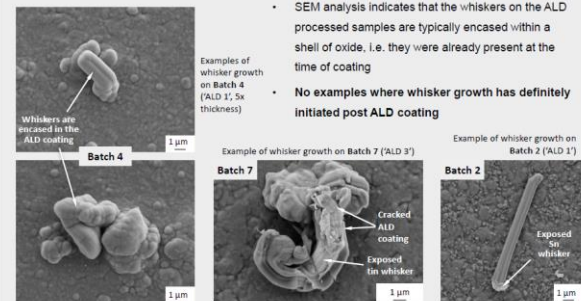 • SEM analysis indicates that the whiskers on the ALD
processed samples are typically encased within a
shell of oxide, i.e. they were already present at the
time of coating
• No examples where whisker growth has definitely
initiated post ALD coating
Examples of
whisker growth
on Batch 4
('ALD 1', 5x
thickness)
Whiskers are
encased in the
ALD coating
1 µm
Batch 4
1 µm
Example of whisker growth on Batch 7 ('ALD 3')
Batch 7
Cracked
ALD
coating
Exposed
tin whisker
1 µm
Example of whisker growth on
Batch 2 ('ALD 1')
Batch 2
Exposed
Sn
whisker
1 µm